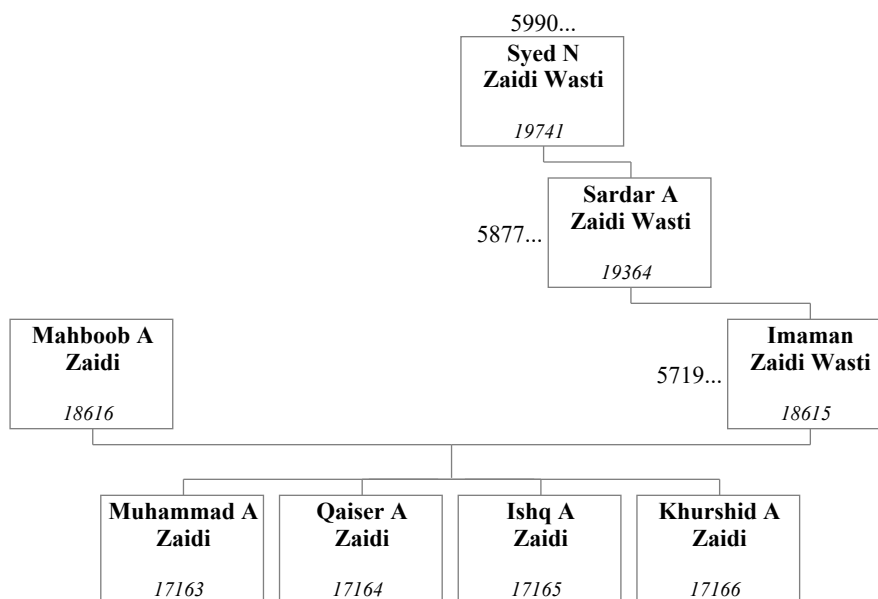 5990...
Syed N
Zaidi Wasti
19741
5877...
Sardar A
Zaidi Wasti
19364
Mahboob A
Zaidi
18616
5719...
Imaman
Zaidi Wasti
18615
Muhammad A
Zaidi
17163
Qaiser A
Zaidi
17164
Ishq A
Zaidi
17165
Khurshid A
Zaidi
17166